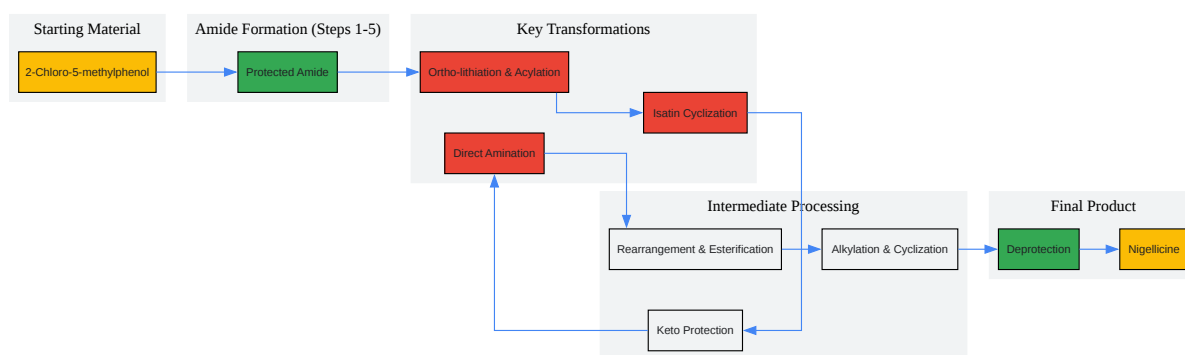 Starting Material
2-Chloro-5-methylphenol
Amide Formation (Steps 1-5)
Protected Amide
Key Transformations
Ortho-lithiation & Acylation
Isatin Cyclization
Direct Amination
Intermediate Processing
Rearrangement & Esterification
Alkylation & Cyclization
Keto Protection
Final Product
Deprotection
Nigellicine